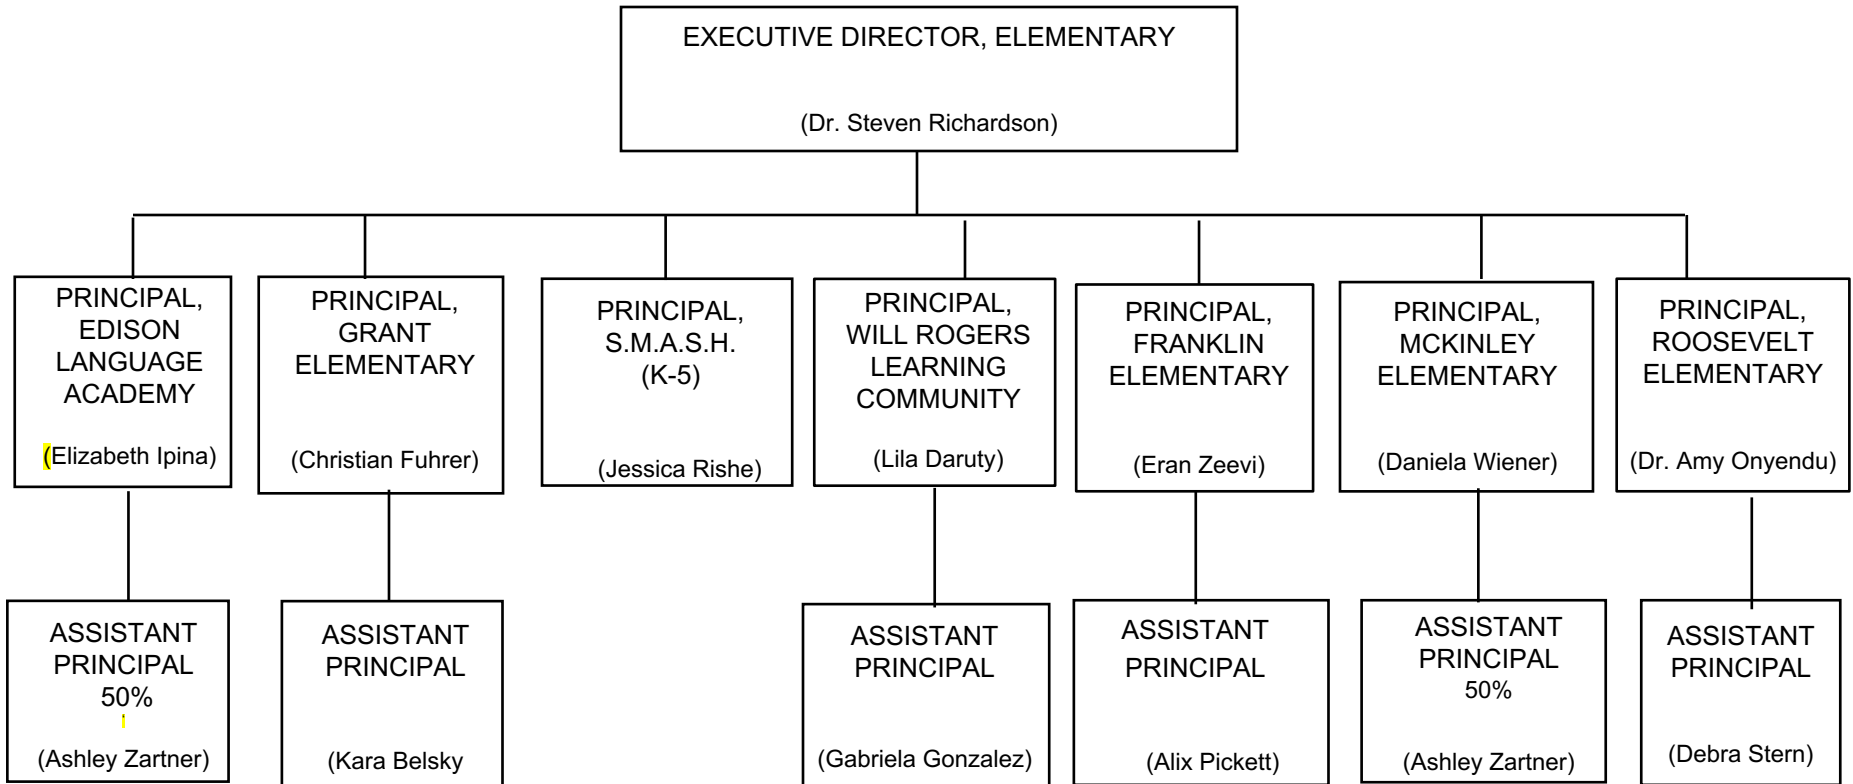 EXECUTIVE DIRECTOR, ELEMENTARY
(Dr. Steven Richardson)
PRINCIPAL,
EDISON
LANGUAGE
ACADEMY
(Elizabeth Ipina)
PRINCIPAL,
GRANT
ELEMENTARY
(Christian Fuhrer)
PRINCIPAL,
S.M.A.S.H.
(K-5)
(Jessica Rishe)
PRINCIPAL,
WILL ROGERS
LEARNING
COMMUNITY
(Lila Daruty)
PRINCIPAL,
FRANKLIN
ELEMENTARY
(Eran Zeevi)
PRINCIPAL,
MCKINLEY
ELEMENTARY
(Daniela Wiener)
PRINCIPAL,
ROOSEVELT
ELEMENTARY
(Dr. Amy Onyendu)
ASSISTANT
PRINCIPAL
50%
(Ashley Zartner)
ASSISTANT
PRINCIPAL
(Kara Belsky
ASSISTANT
PRINCIPAL
(Gabriela Gonzalez)
ASSISTANT
PRINCIPAL
(Alix Pickett)
ASSISTANT
PRINCIPAL
50%
(Ashley Zartner)
ASSISTANT
PRINCIPAL
(Debra Stern)